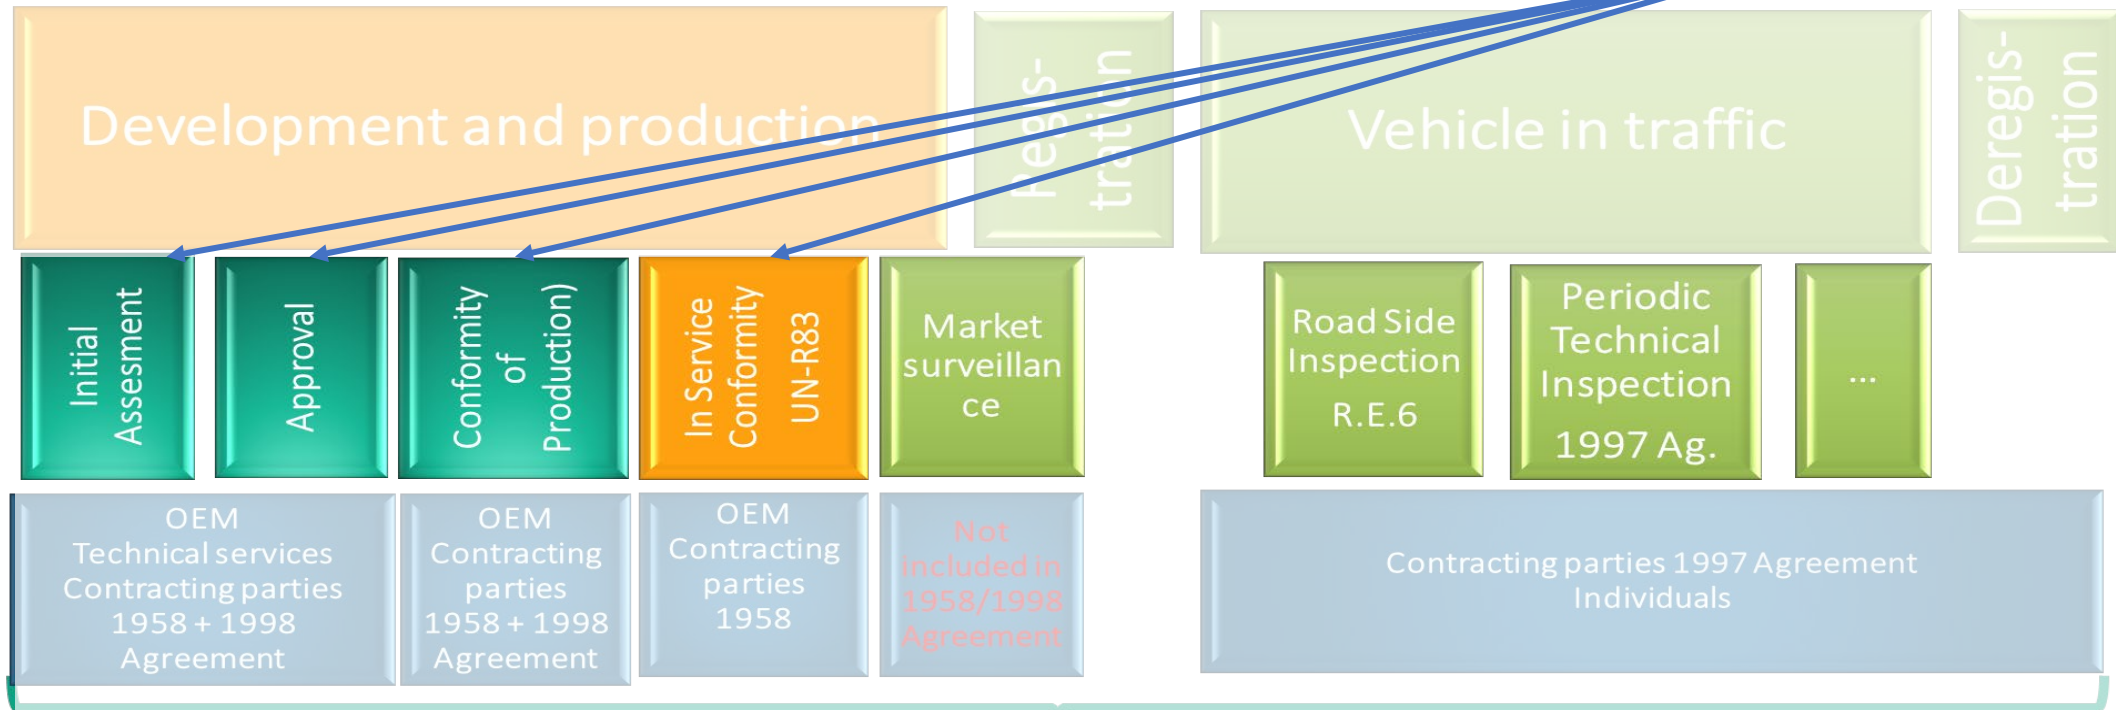 Development and production
Regis-
tration
Vehicle in traffic
Deregis-
tration
Initial
Assesment
Approval
Conformity
of
Production)
In Service
Conformity
UN-R83
Market
surveillan
ce
Road Side
Inspection
R.E.6
Periodic
Technical
Inspection
1997 Ag.
...
OEM
Technical services
Contracting parties
1958 + 1998
Agreement
OEM
Contracting
parties
1958 + 1998
Agreement
OEM
Contracting
parties
1958
Not
included in
1958/1998
Agreement
Contracting parties 1997 Agreement
Individuals